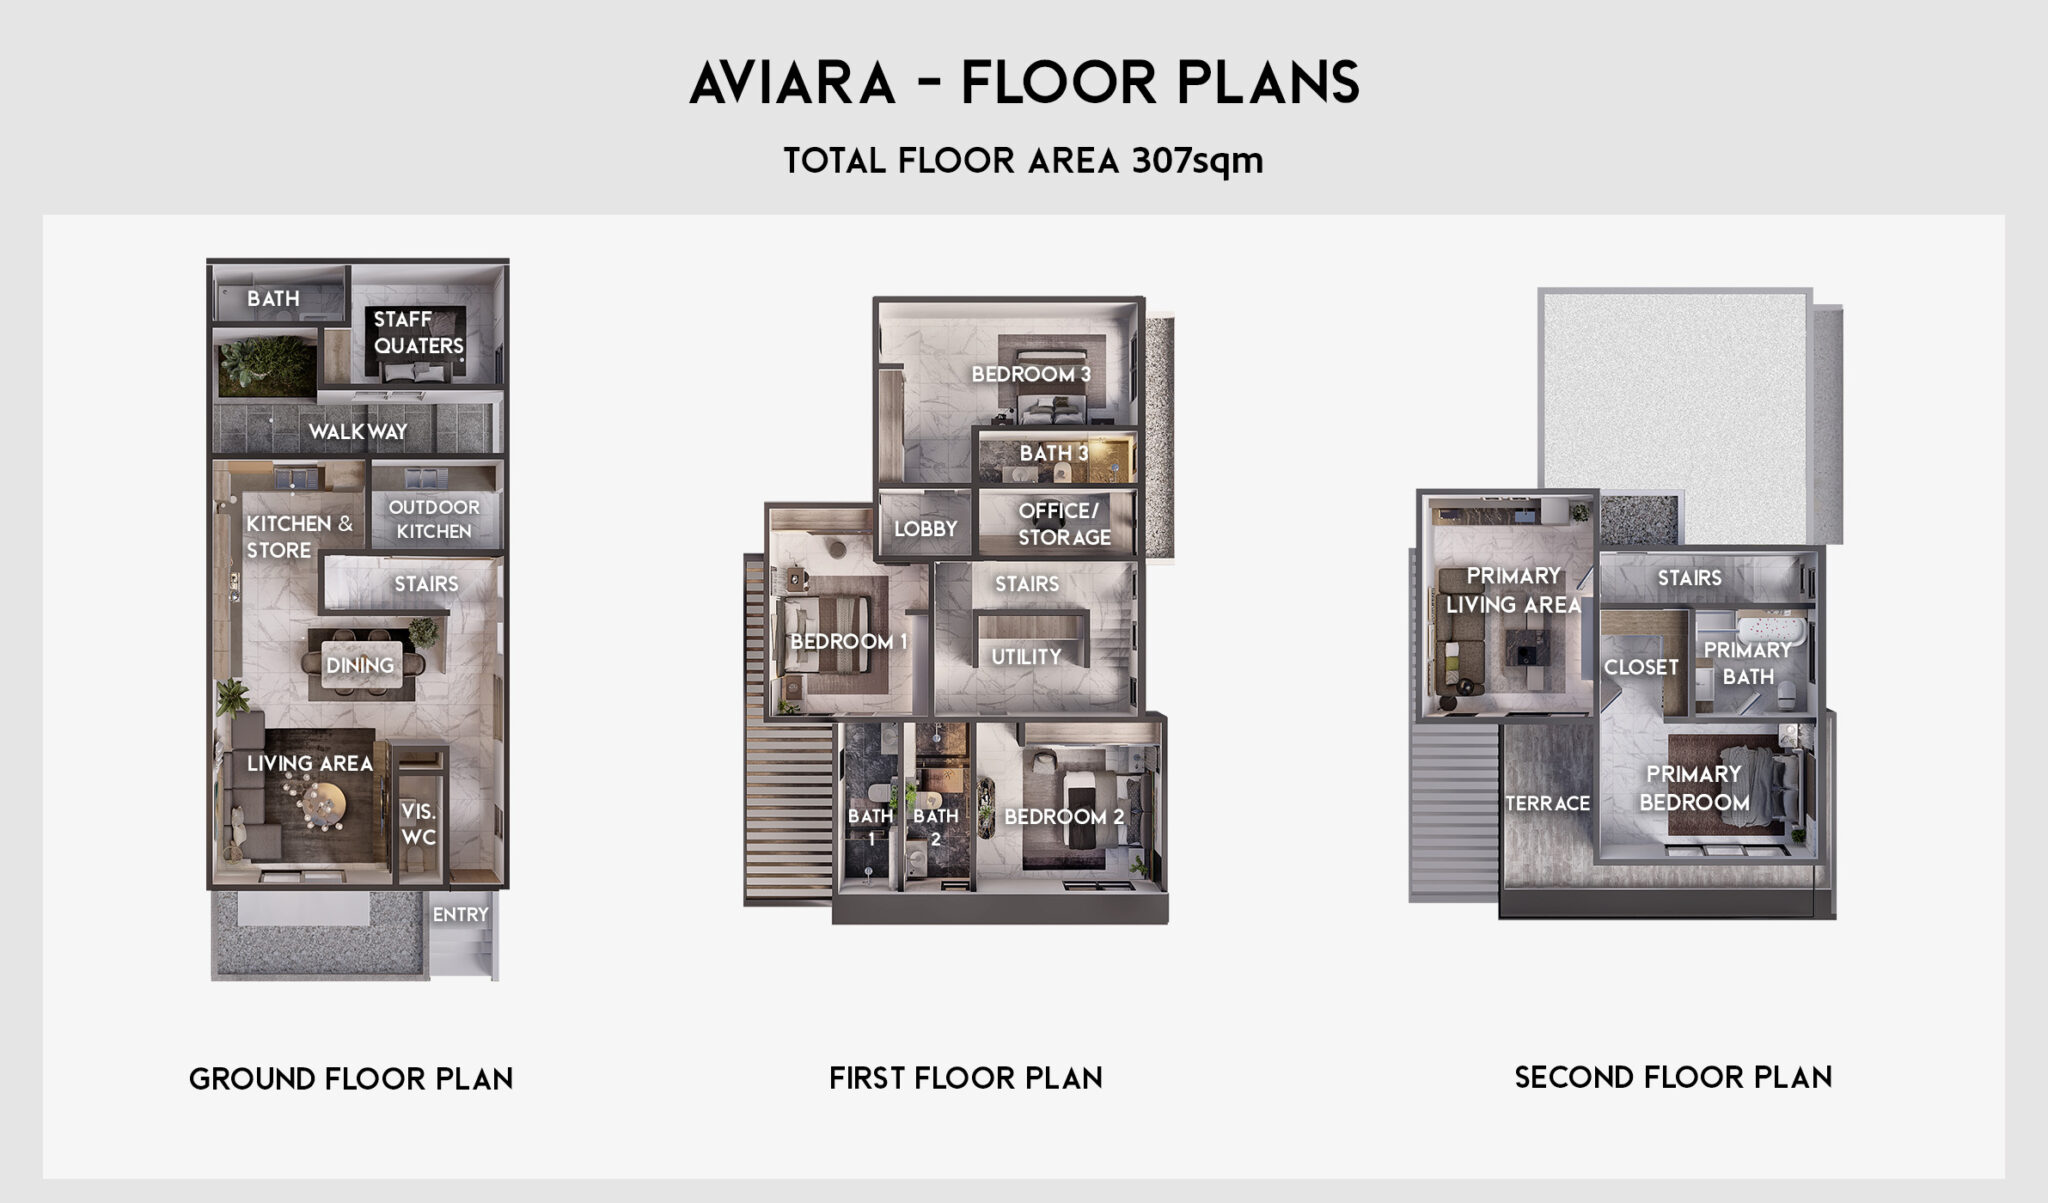 AVIARA - FLOOR PLANS
TOTAL FLOOR AREA 307sqm
BATH
STAFF
QUATERS
WALKWAY
KITCHEN &
STORE
OUTDOOR
KITCHEN
STAIRS
DINING
LIVING AREA
VIS.
WC
ENTRY
GROUND FLOOR PLAN
BEDROOM 3
BATH 3
LOBBY
OFFICE/
STORAGE
STAIRS
BEDROOM 1
UTILITY
BATH
1
BATH
2
BEDROOM 2
FIRST FLOOR PLAN
PRIMARY
LIVING AREA
STAIRS
CLOSET
PRIMARY
BATH
TERRACE
PRIMARY
BEDROOM
SECOND FLOOR PLAN